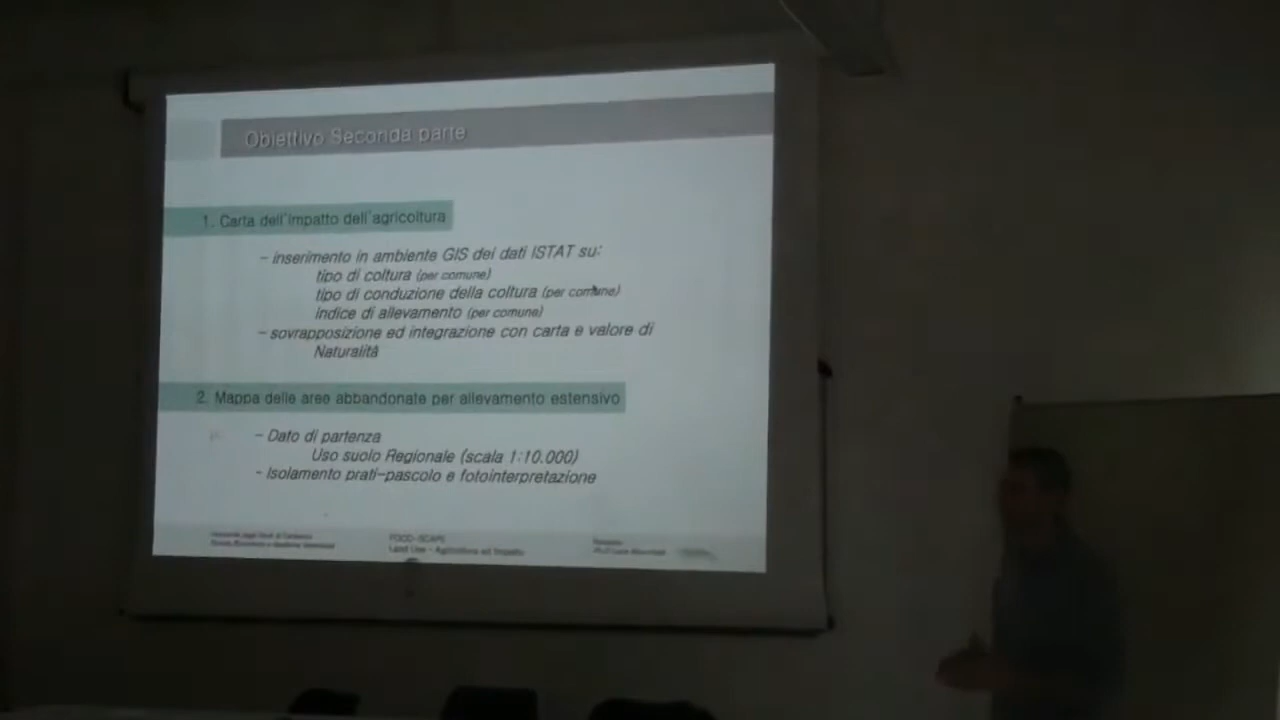 Obiettivo Seconda parte
1. Carta dell'impatto dell'agricoltura
- inserimento in ambiente GIS dei dati ISTAT su:
tipo di coltura (per comune)
tipo di conduzione della coltura (per comune)
indice di allevamento (per comune)
- sovrapposizione ed integrazione con carta e valore di
Naturalità
2. Mappa delle aree abbandonate per allevamento estensivo
- Dato di partenza
Uso suolo Regionale (scala 1:10.000)
- Isolamento prati-pascolo e fotointerpretazione
FOOD-SCAPE
Land Use - Agricoltura ed Impatto